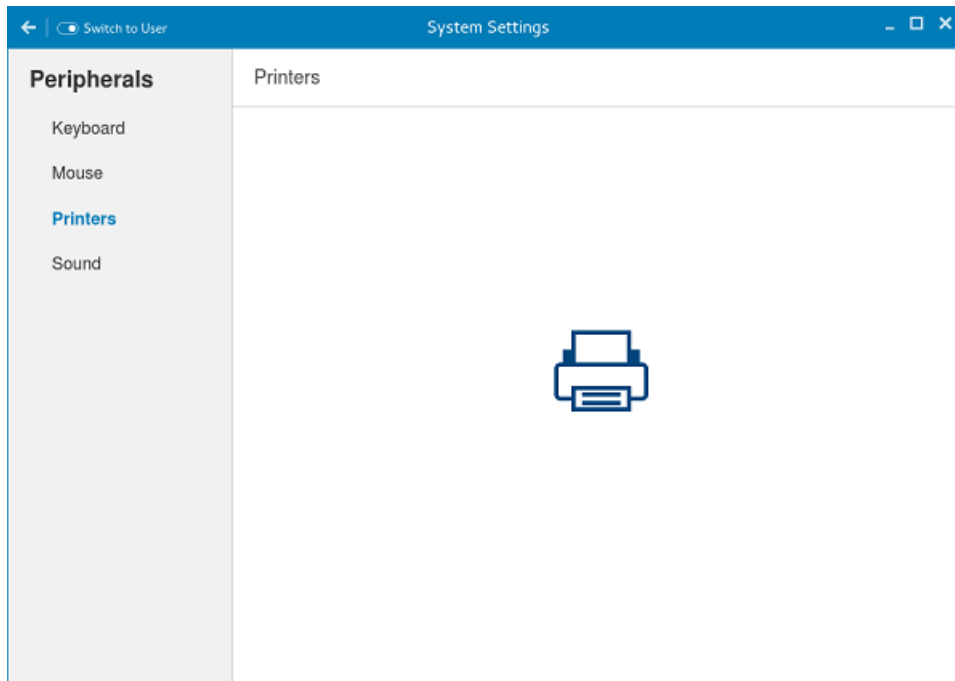 Switch to User
System Settings
Peripherals
Keyboard
Mouse
Printers
Sound
Printers